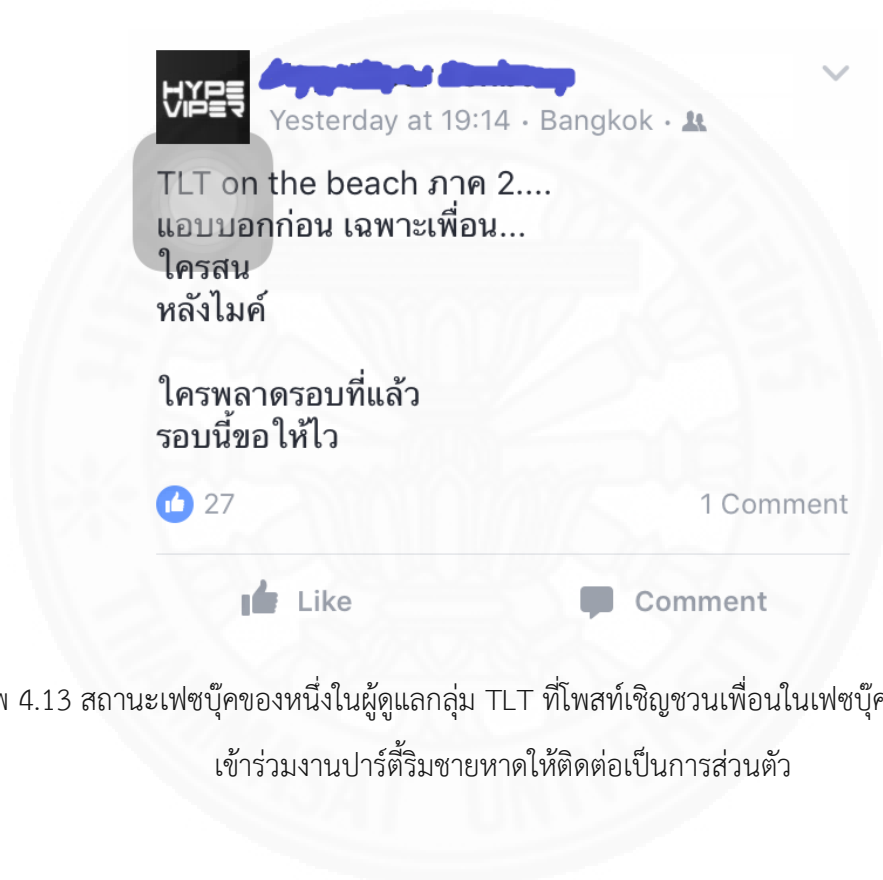 HYPE
VIPER
Yesterday at 19:14 · Bangkok ·
TLT on the beach ภาค 2....
แอบบอกก่อน เฉพาะเพื่อน...
ใครสน
หลังไมค์
ใครพลาดรอบที่แล้ว
รอบนี้ขอให้ไว
27
1 Comment
Like
Comment
พ 4.13 สถานะเฟซบุ๊คของหนึ่งในผู้ดูแลกลุ่ม TLT ที่โพสท์เชิญชวนเพื่อนในเฟซบุ๊ค
เข้าร่วมงานปาร์ตี้ริมชายหาดให้ติดต่อเป็นการส่วนตัว